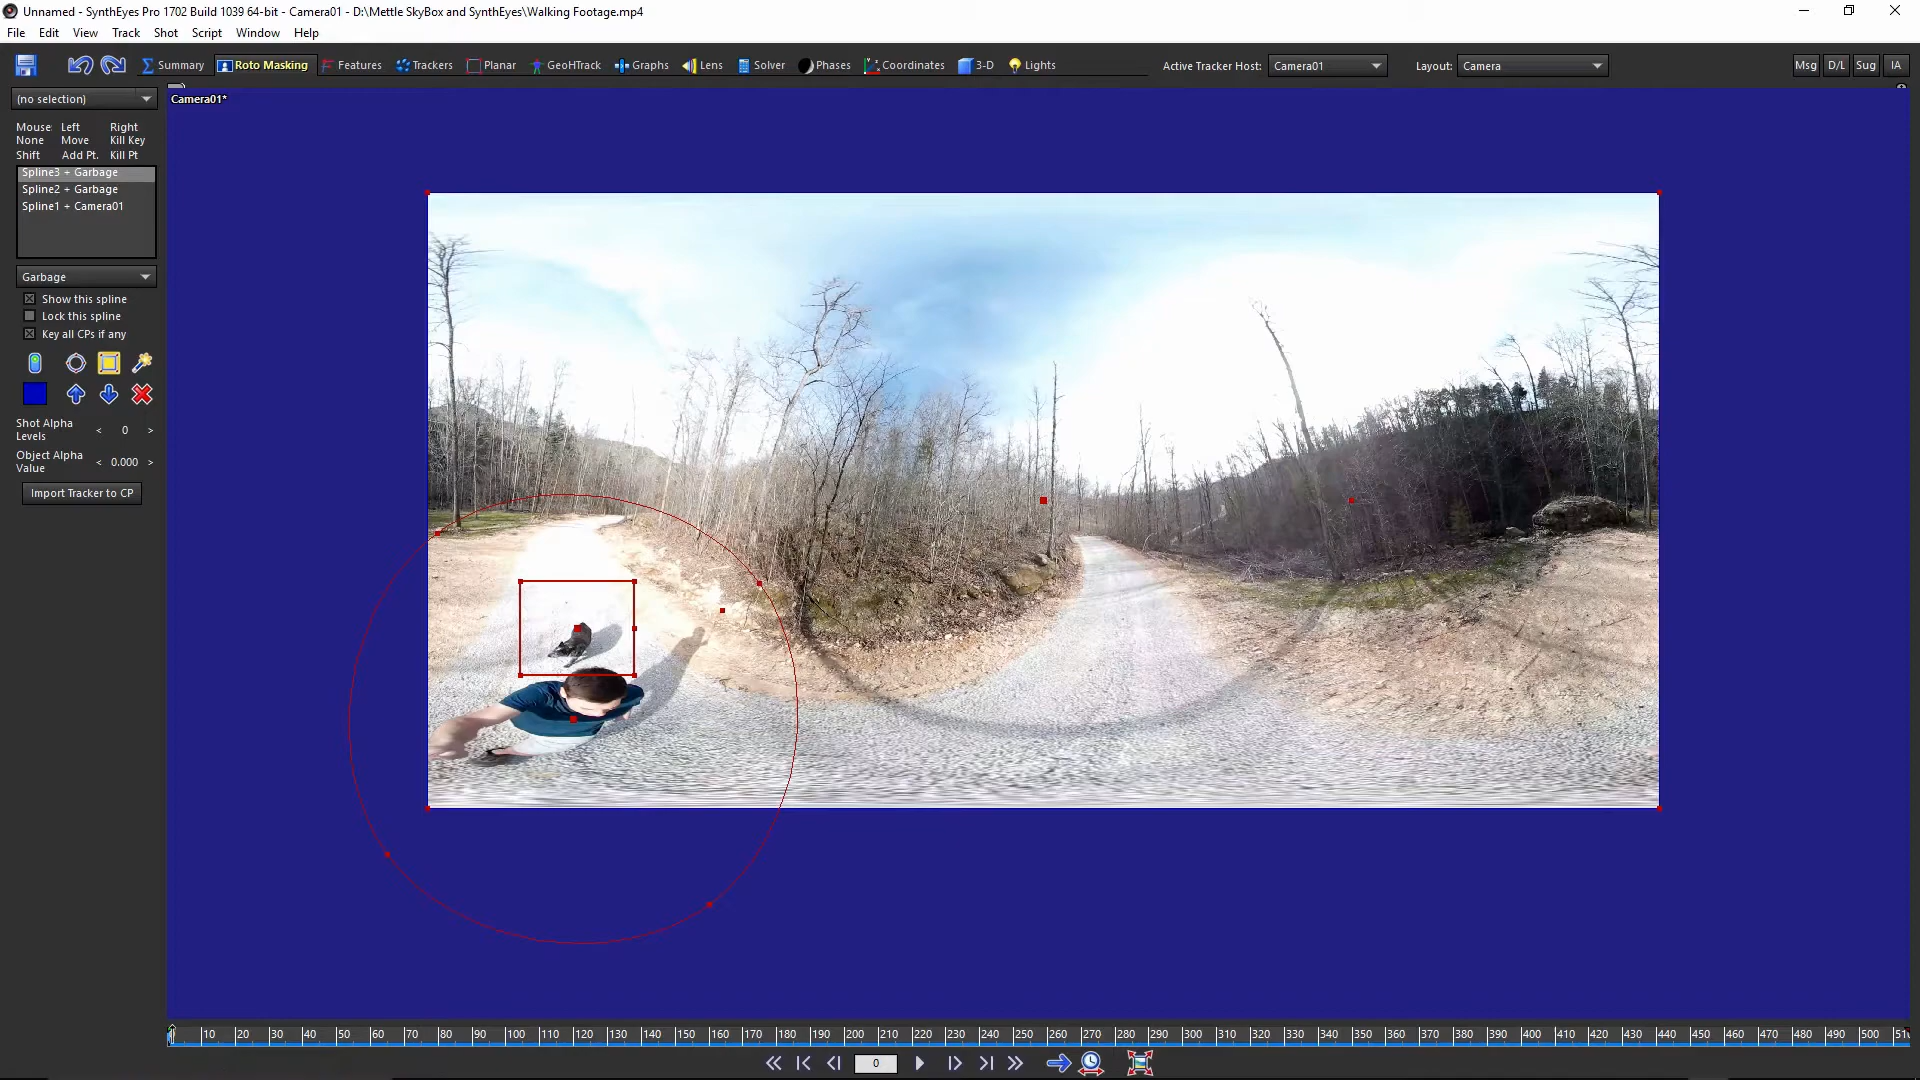 Unnamed - SynthEyes Pro 1702 Build 1039 64-bit - Camera01 - D:\Mettle SkyBox and SynthEyes\Walking Footage.mp4
File Edit View Track Shot Script Window Help
Summary Roto Masking Features Trackers Planar GeoHTrack Graphs Lens Solver Phases Coordinates 3-D Lights Active Tracker Host: Camera01 Layout: Camera Msg D/L Sug IA
(no selection)
Camera01*
Mouse Left Right
None Move Kill Key
Shift Add Pt. Kill Pt
Spline3 + Garbage
Spline2 + Garbage
Spline1 + Camera01
Garbage
Show this spline
Lock this spline
Key all CPs if any
Shot Alpha Levels < 0 >
Object Alpha Value < 0.000 >
Import Tracker to CP
10 20 30 40 50 60 70 80 90 100 110 120 130 140 150 160 170 180 190 200 210 220 230 240 250 260 270 280 290 300 310 320 330 340 350 360 370 380 390 400 410 420 430 440 450 460 470 480 490 500
0